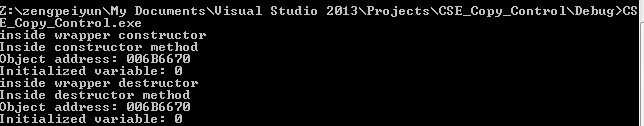 Z:\zengpeiyun\My Documents\Visual Studio 2013\Projects\CSE_Copy_Control\Debug>CS
E_Copy_Control.exe
inside wrapper constructor
Inside constructor method
Object address: 006B6670
Initialized variable: 0
inside wrapper destructor
Inside destructor method
Object address: 006B6670
Initialized variable: 0